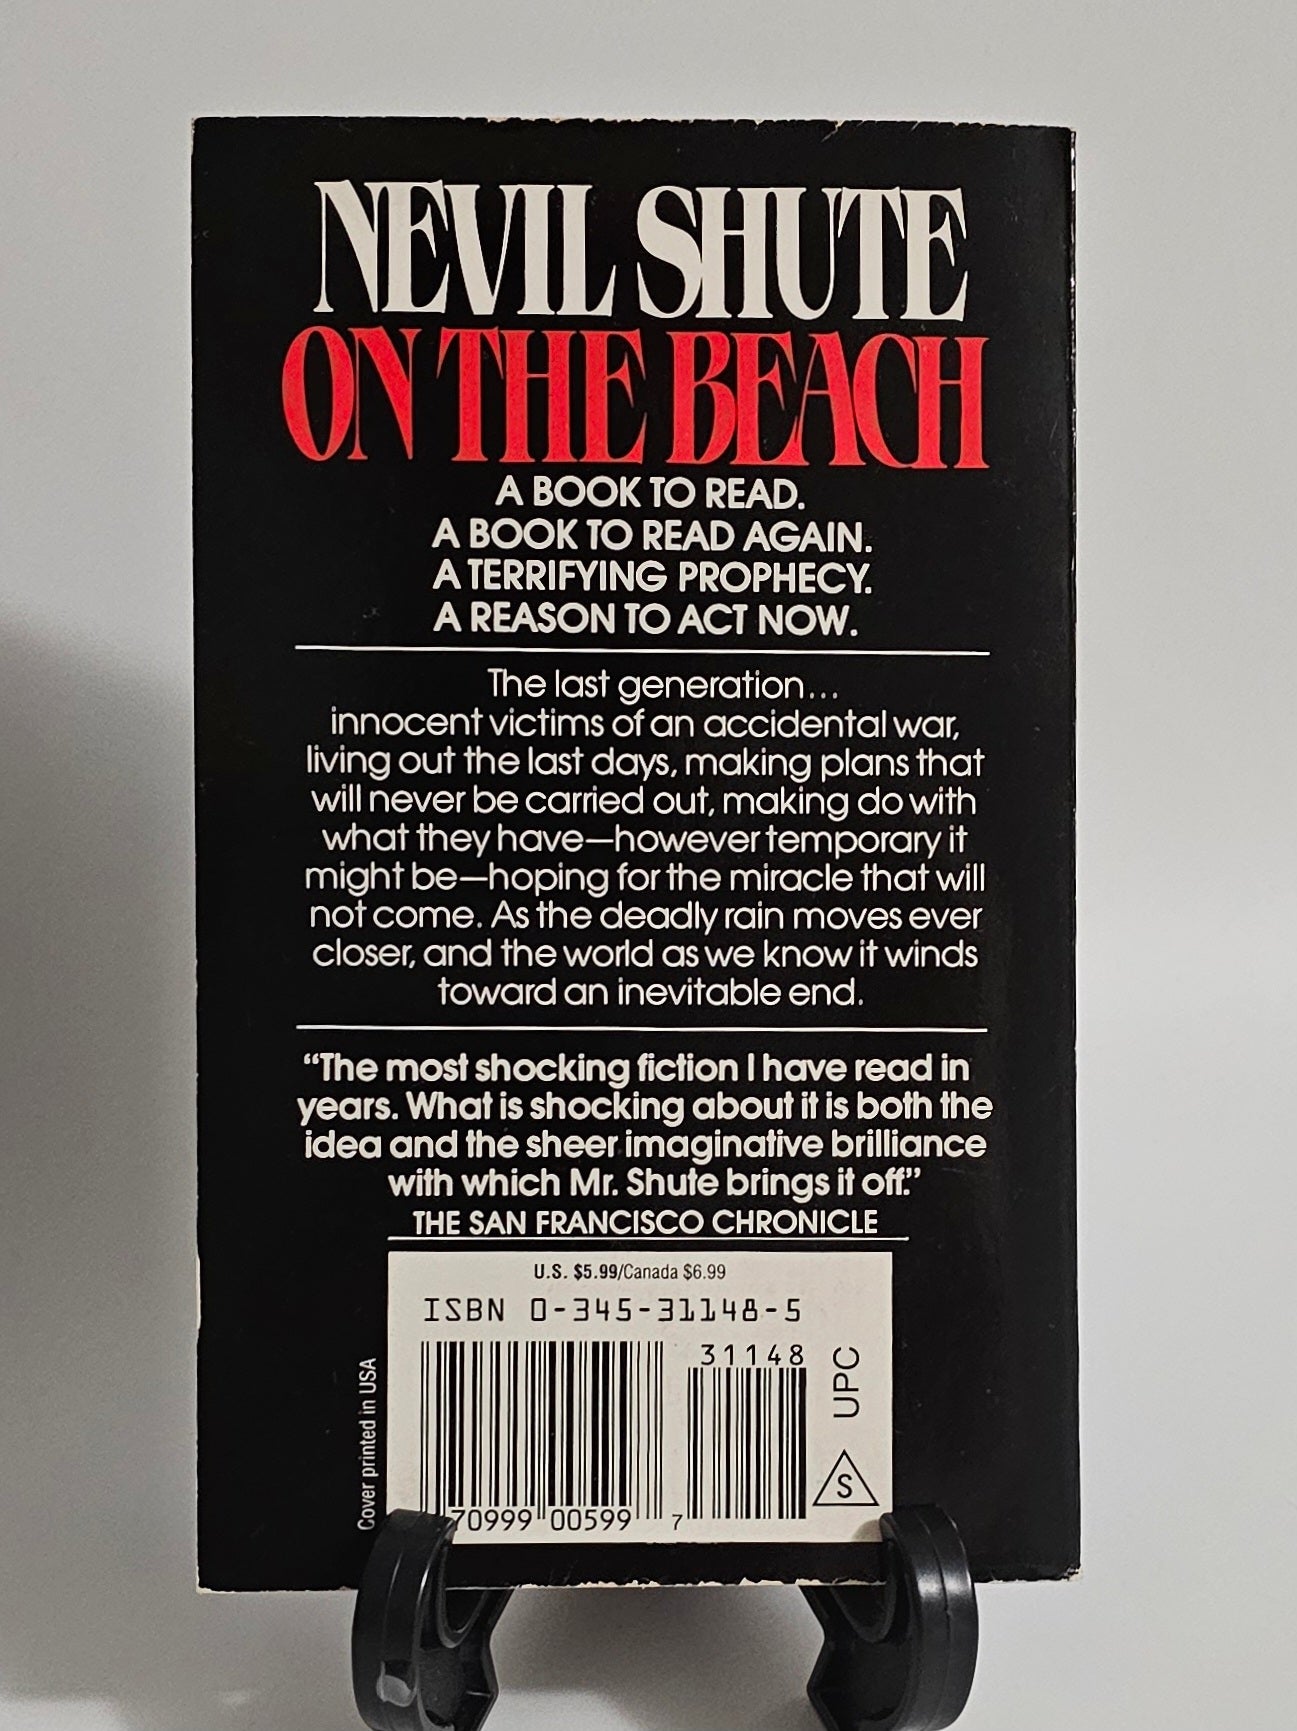 NEVIL SHUTE
ON THE BEACH
A BOOK TO READ.
A BOOK TO READ AGAIN.
A TERRIFYING PROPHECY.
A REASON TO ACT NOW.
The last generation...
innocent victims of an accidental war,
living out the last days, making plans that
will never be carried out, making do with
what they have—however temporary it
might be—hoping for the miracle that will
not come. As the deadly rain moves ever
closer, and the world as we know it winds
toward an inevitable end.
“The most shocking fiction I have read in
years. What is shocking about it is both the
idea and the sheer imaginative brilliance
with which Mr. Shute brings it off.”
THE SAN FRANCISCO CHRONICLE
U.S. $5.99/Canada $6.99
ISBN 0-345-31148-5
31148
UPC
S
70999 00599 7
Cover printed in USA